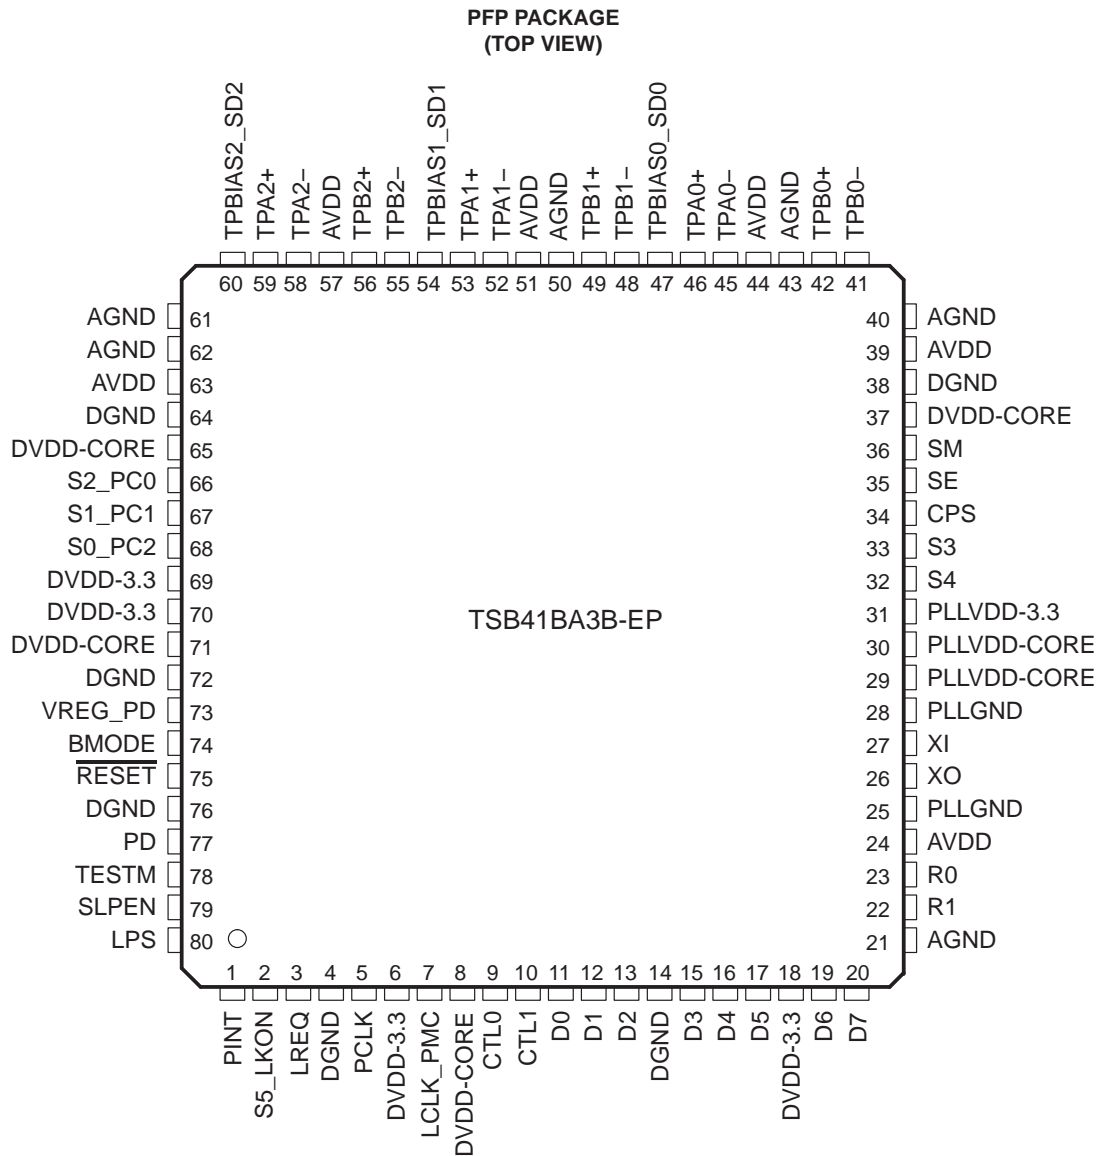 PFP PACKAGE
(TOP VIEW)
TPBIAS2_SD2
TPA2+
TPA2–
AVDD
TPB2+
TPB2–
TPBIAS1_SD1
TPA1+
TPA1–
AVDD
AGND
TPB1+
TPB1–
TPBIAS0_SD0
TPA0+
TPA0–
AVDD
AGND
TPB0+
TPB0–
60 59 58 57 56 55 54 53 52 51 50 49 48 47 46 45 44 43 42 41
AGND 61
AGND 62
AVDD 63
DGND 64
DVDD-CORE 65
S2_PC0 66
S1_PC1 67
S0_PC2 68
DVDD-3.3 69
DVDD-3.3 70
DVDD-CORE 71
DGND 72
VREG_PD 73
BMODE 74
RESET 75
DGND 76
PD 77
TESTM 78
SLPEN 79
LPS 80
TSB41BA3B-EP
40 AGND
39 AVDD
38 DGND
37 DVDD-CORE
36 SM
35 SE
34 CPS
33 S3
32 S4
31 PLLVDD-3.3
30 PLLVDD-CORE
29 PLLVDD-CORE
28 PLLGND
27 XI
26 XO
25 PLLGND
24 AVDD
23 R0
22 R1
21 AGND
1 2 3 4 5 6 7 8 9 10 11 12 13 14 15 16 17 18 19 20
PINT
S5_LKON
LREQ
DGND
PCLK
DVDD-3.3
LCLK_PMC
DVDD-CORE
CTL0
CTL1
D0
D1
D2
DGND
D3
D4
D5
DVDD-3.3
D6
D7